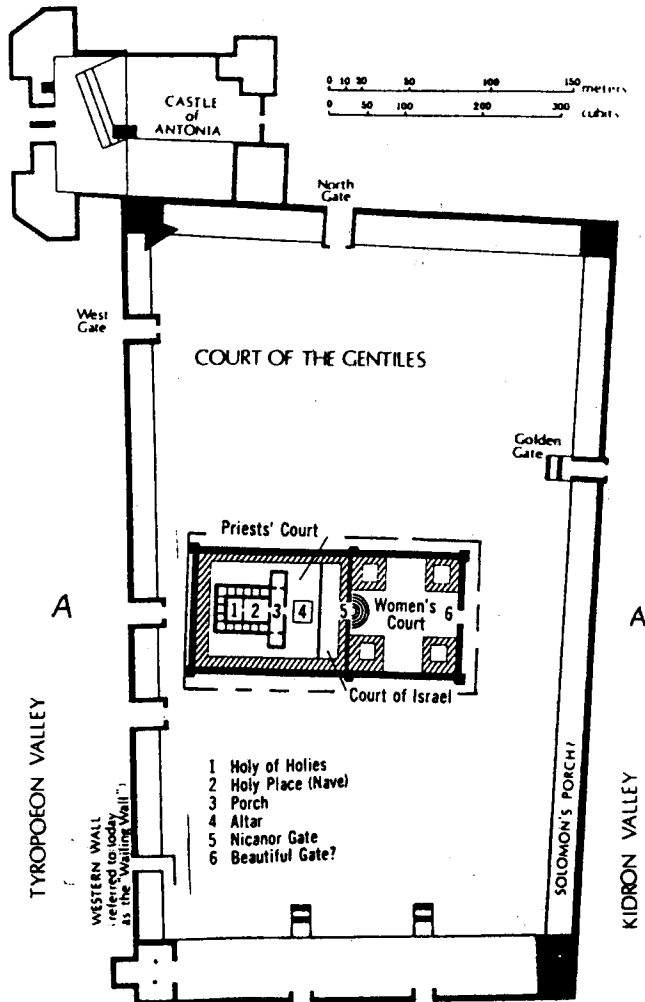 CASTLE
of
ANTONIA
0 10 20 50 100 150 meters
0 50 100 200 300 cubits
North
Gate
West
Gate
COURT OF THE GENTILES
Golden
Gate
Priests' Court
A
1 2 3 4 5 Women's 6
Court
A
Court of Israel
1 Holy of Holies
2 Holy Place (Nave)
3 Porch
4 Altar
5 Nicanor Gate
6 Beautiful Gate?
TYROPOEON VALLEY
WESTERN WALL
(referred to today
as the "Wailing Wall")
SOLOMON'S PORCH?
KIDRON VALLEY